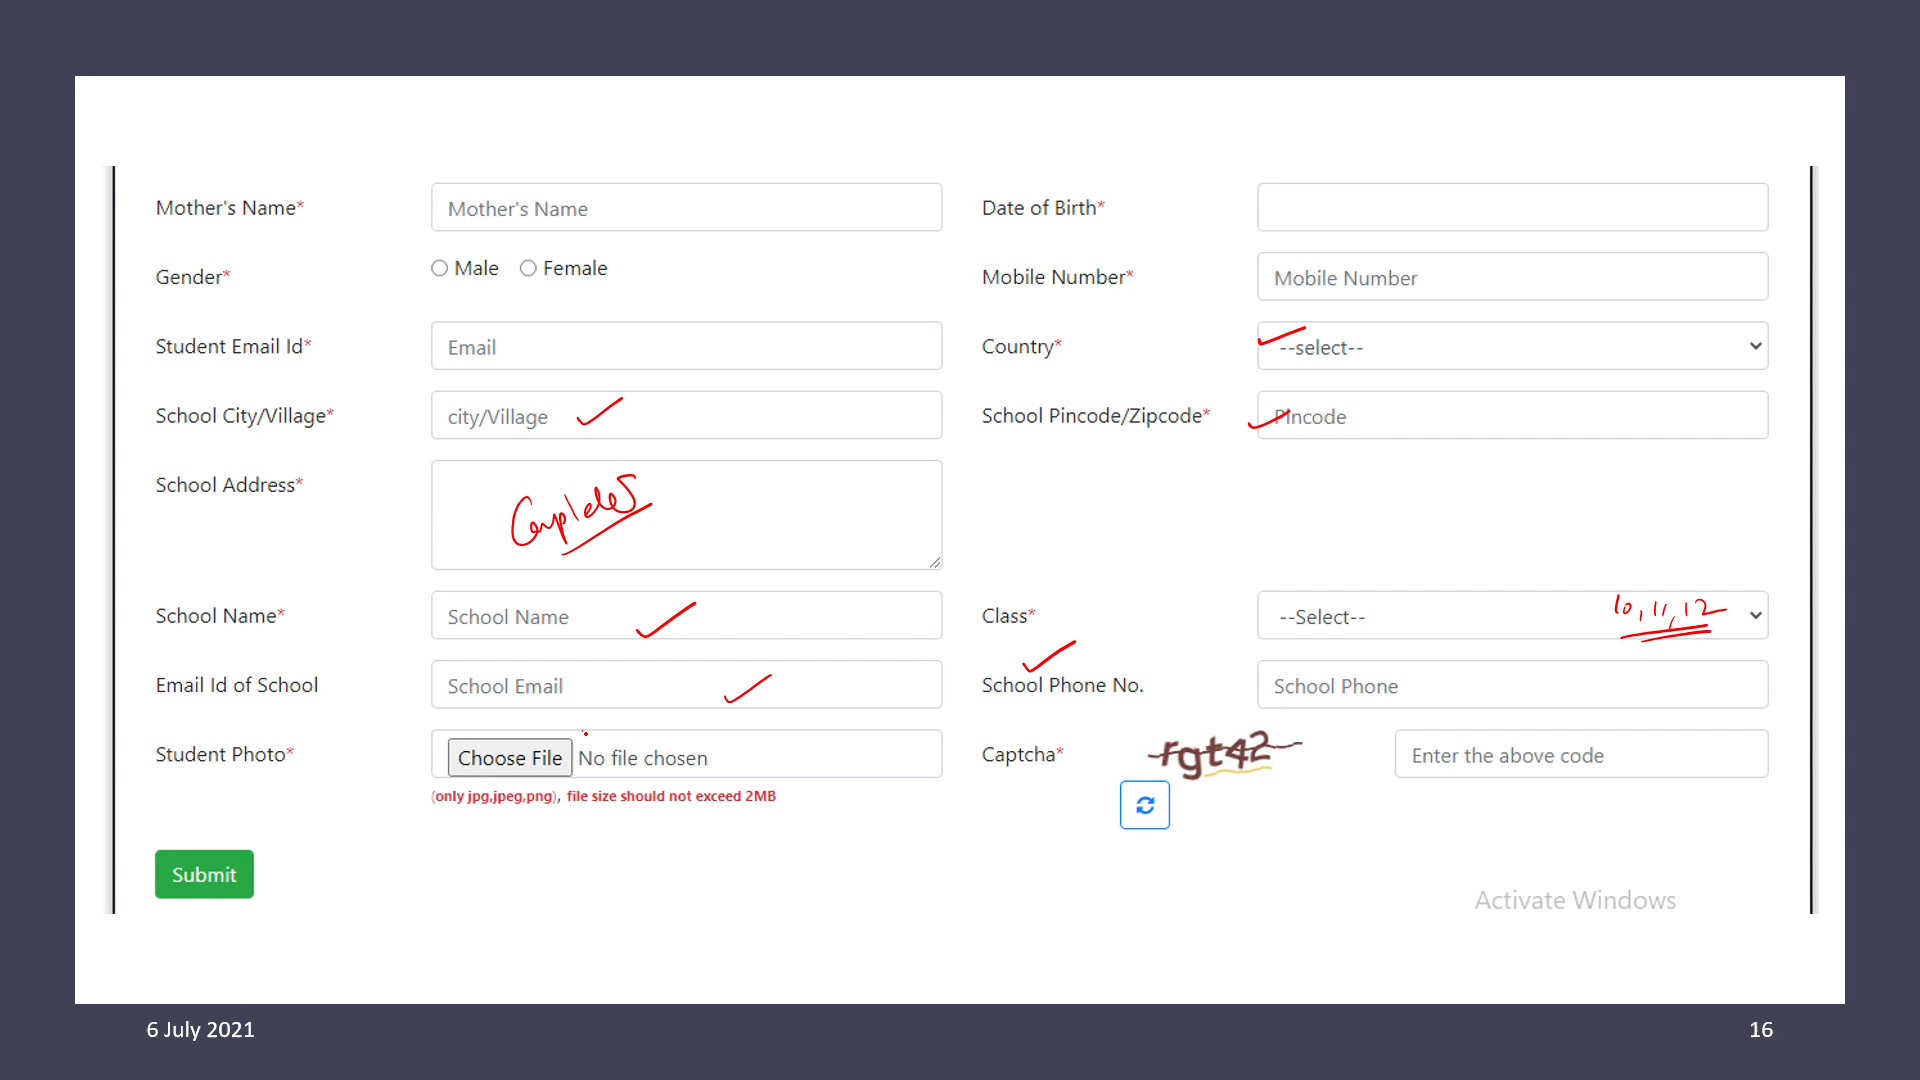 Mother's Name* Mother's Name Date of Birth*
Gender* Male Female Mobile Number* Mobile Number
Student Email Id* Email Country* --select--
School City/Village* city/Village School Pincode/Zipcode* Pincode
School Address*
School Name* School Name Class* --Select-- 10, 11, 12
Email Id of School School Email School Phone No. School Phone
Student Photo* Choose File No file chosen Captcha* rgt42 Enter the above code
(only jpg,jpeg,png), file size should not exceed 2MB
Submit
Activate Windows
6 July 2021 16